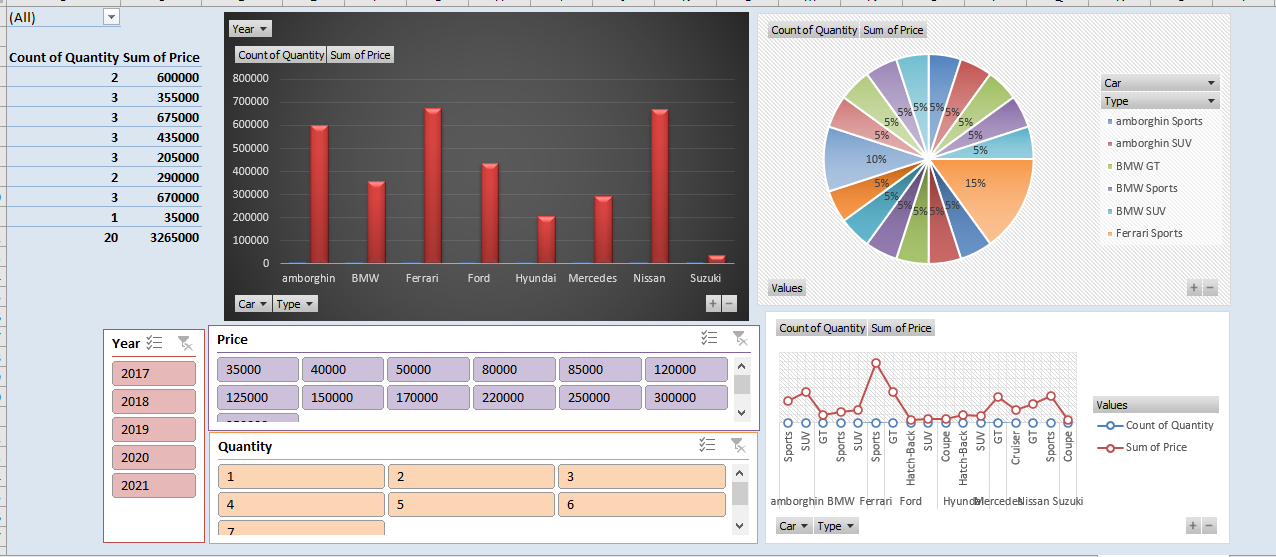 (All)
Count of Quantity Sum of Price
2 600000
3 355000
3 675000
3 435000
3 205000
2 290000
3 670000
1 35000
20 3265000
Year
Count of Quantity Sum of Price
800000
700000
600000
500000
400000
300000
200000
100000
0
amborghin BMW Ferrari Ford Hyundai Mercedes Nissan Suzuki
Car Type
+ −
Count of Quantity Sum of Price
5% 5% 5% 5% 5% 15% 5% 5% 5% 5% 5% 5% 10% 5% 5% 5% 5%
Car
Type
amborghin Sports
amborghin SUV
BMW GT
BMW Sports
BMW SUV
Ferrari Sports
Values
+ −
Year
2017
2018
2019
2020
2021
Price
35000 40000 50000 80000 85000 120000
125000 150000 170000 220000 250000 300000
Quantity
1 2 3
4 5 6
7
Count of Quantity Sum of Price
Sports SUV GT Sports SUV Sports GT Hatch-Back SUV Coupe Hatch-Back SUV GT Cruiser GT Sports Coupe
amborghin BMW Ferrari Ford Hyundai Mercedes Nissan Suzuki
Values
Count of Quantity
Sum of Price
Car Type
+ −